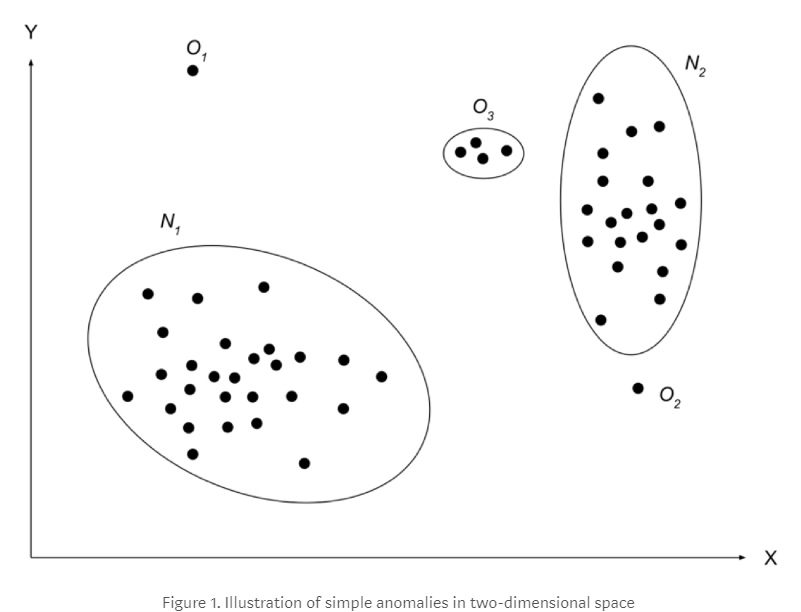 Y
O1
N2
O3
N1
O2
X
Figure 1. Illustration of simple anomalies in two-dimensional space